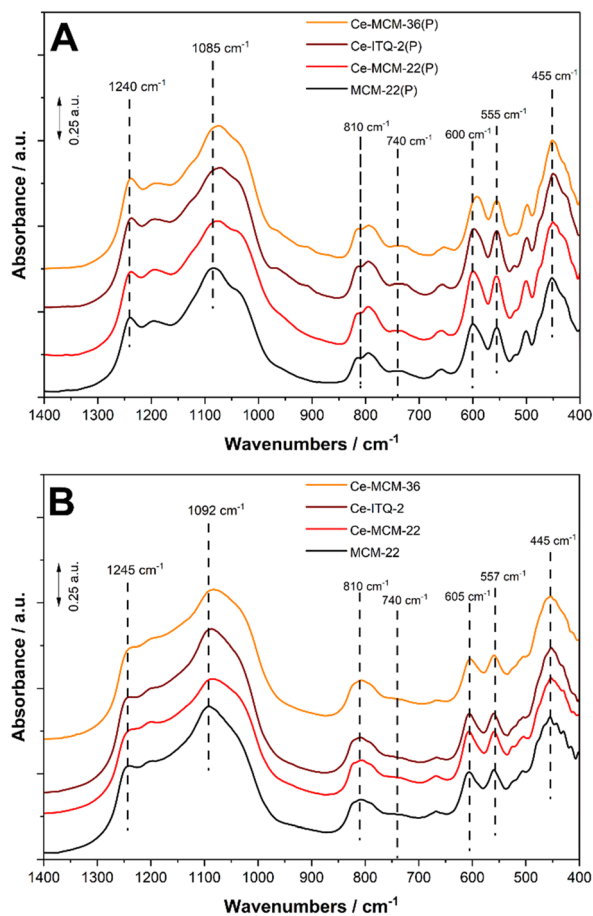 A
Ce-MCM-36(P)
Ce-ITQ-2(P)
Ce-MCM-22(P)
MCM-22(P)
0.25 a.u.
1240 cm⁻¹
1085 cm⁻¹
810 cm⁻¹
740 cm⁻¹
600 cm⁻¹
555 cm⁻¹
455 cm⁻¹
Absorbance / a.u.
1400 1300 1200 1100 1000 900 800 700 600 500 400
Wavenumbers / cm⁻¹
B
Ce-MCM-36
Ce-ITQ-2
Ce-MCM-22
MCM-22
0.25 a.u.
1245 cm⁻¹
1092 cm⁻¹
810 cm⁻¹
740 cm⁻¹
605 cm⁻¹
557 cm⁻¹
445 cm⁻¹
Absorbance / a.u.
1400 1300 1200 1100 1000 900 800 700 600 500 400
Wavenumbers / cm⁻¹